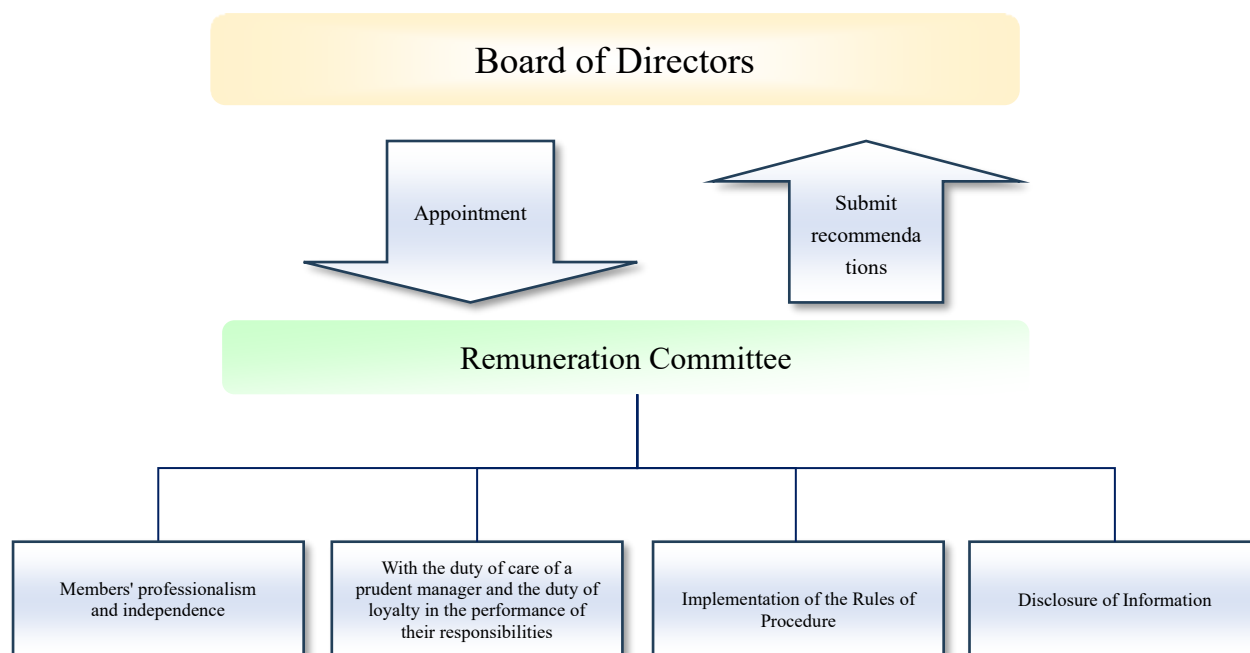 Board of Directors
Appointment
Submit
recommenda
tions
Remuneration Committee
Members' professionalism
and independence
With the duty of care of a
prudent manager and the duty of
loyalty in the performance of
their responsibilities
Implementation of the Rules of
Procedure
Disclosure of Information